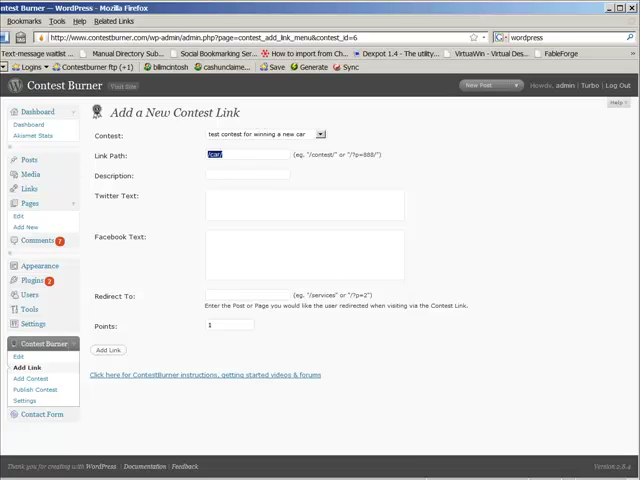 ntest Burner — WordPress — Mozilla Firefox
Bookmarks Tools Help Related Links
http://www.contestburner.com/wp-admin/admin.php?page=contest_add_link_menu&contest_id=6
wordpress
Text-message waitlist Manual Directory Sub... Social Bookmarking Ser... How to import from Ch... Dexpot 1.4 - The utility... VirtuaWin - Virtual Des... FableForge
Logins Contestburner ftp (+1) billmcintosh cashunclaime... Save Generate Sync
Contest Burner Visit Site New Post Howdy, admin | Turbo | Log Out
Help
Add a New Contest Link
Dashboard
Dashboard
Akismet Stats
Posts
Media
Links
Pages
Edit
Add New
Comments 7
Appearance
Plugins 2
Users
Tools
Settings
Contest Burner
Edit
Add Link
Add Contest
Publish Contest
Settings
Contact Form
Contest: test contest for winning a new car
Link Path: /car/ (eg. "/contest/" or "/?p=888/")
Description:
Twitter Text:
Facebook Text:
Redirect To: (eg. "/services" or "/?p=2")
Enter the Post or Page you would like the user redirected when visiting via the Contest Link.
Points: 1
Add Link
Click here for ContestBurner instructions, getting started videos & forums
Thank you for creating with WordPress | Documentation | Feedback
Version 2.8.4